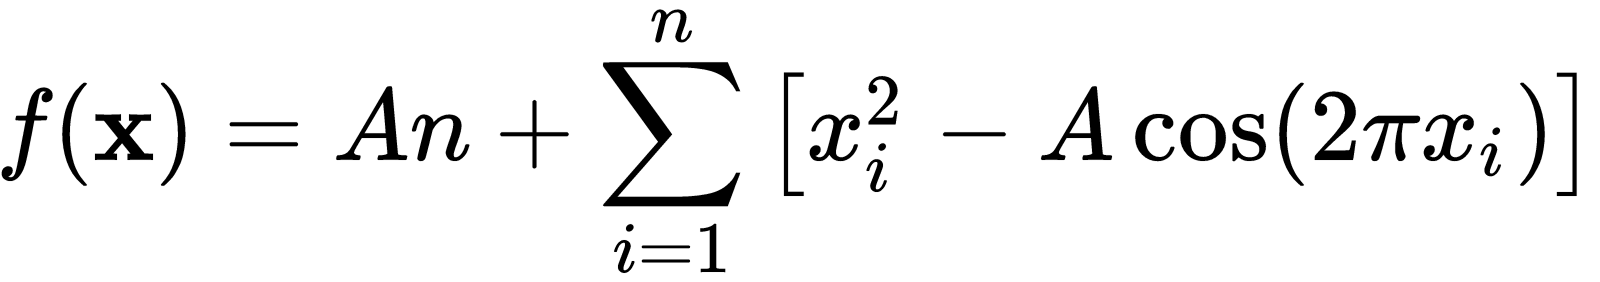 f(𝐱) = An + ∑_{i=1}^{n} [x_i^2 − A cos(2πx_i)]